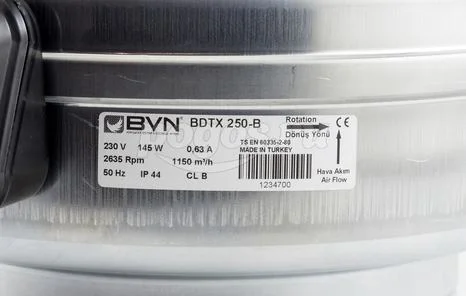 BVN BDTX 250-B
Rotation
Dönüş Yönü
CE
230 V 145 W 0,63 A
TS EN 60335-2-80
MADE IN TURKEY
2635 Rpm 1150 m³/h
50 Hz IP 44 CL B
Hava Akımı
Air Flow
1234700